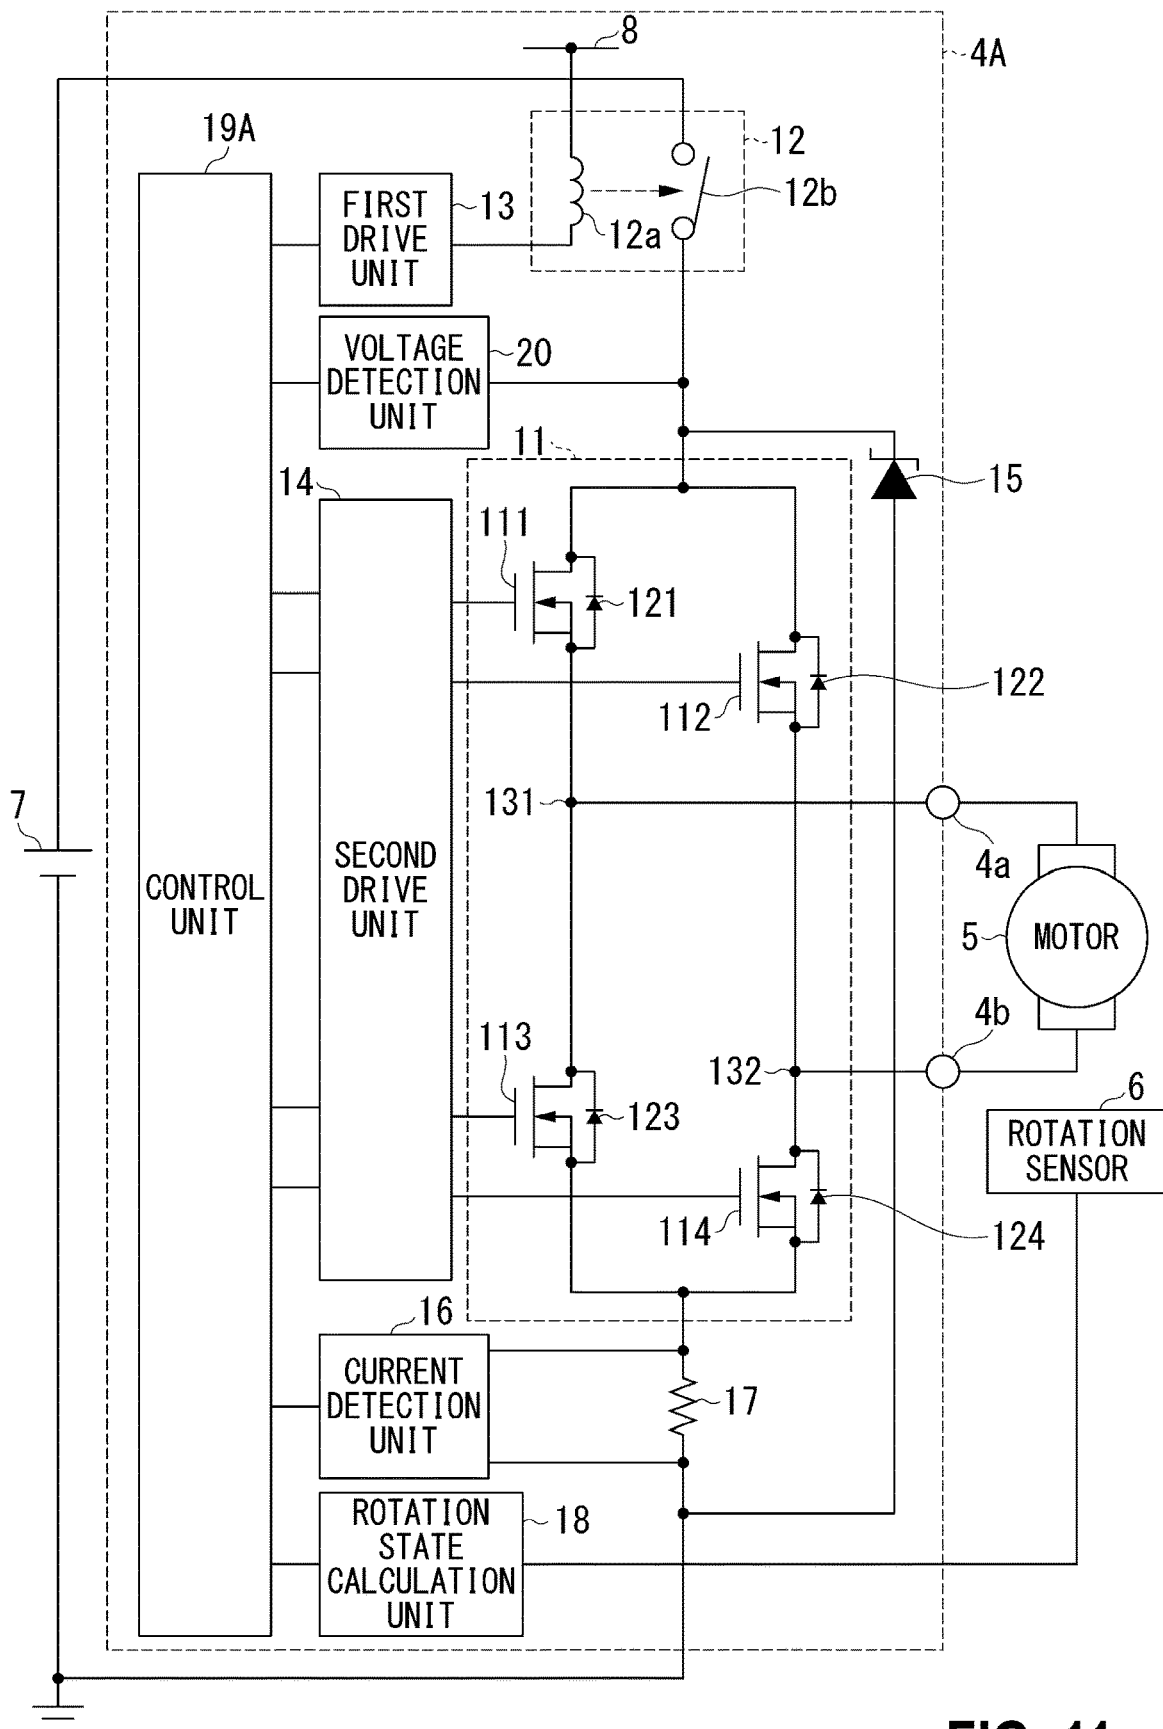 8
4A
19A
12
FIRST
DRIVE
UNIT
13
12b
12a
VOLTAGE
DETECTION
UNIT
20
11
14
15
111
121
122
112
131
7
4a
SECOND
DRIVE
UNIT
CONTROL
UNIT
5
MOTOR
4b
113
132
6
123
ROTATION
SENSOR
114
124
16
CURRENT
DETECTION
UNIT
17
ROTATION
STATE
CALCULATION
UNIT
18